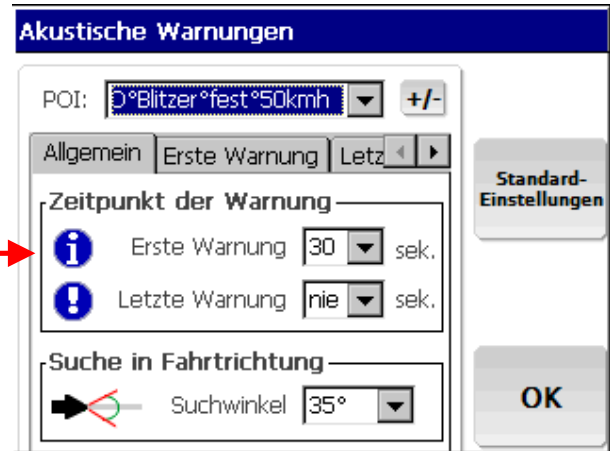 Akustische Warnungen
POI: D°Blitzer°fest°50kmh +/-
Allgemein Erste Warnung Letz
Standard-
Einstellungen
Zeitpunkt der Warnung
Erste Warnung 30 sek.
Letzte Warnung nie sek.
Suche in Fahrtrichtung
Suchwinkel 35°
OK